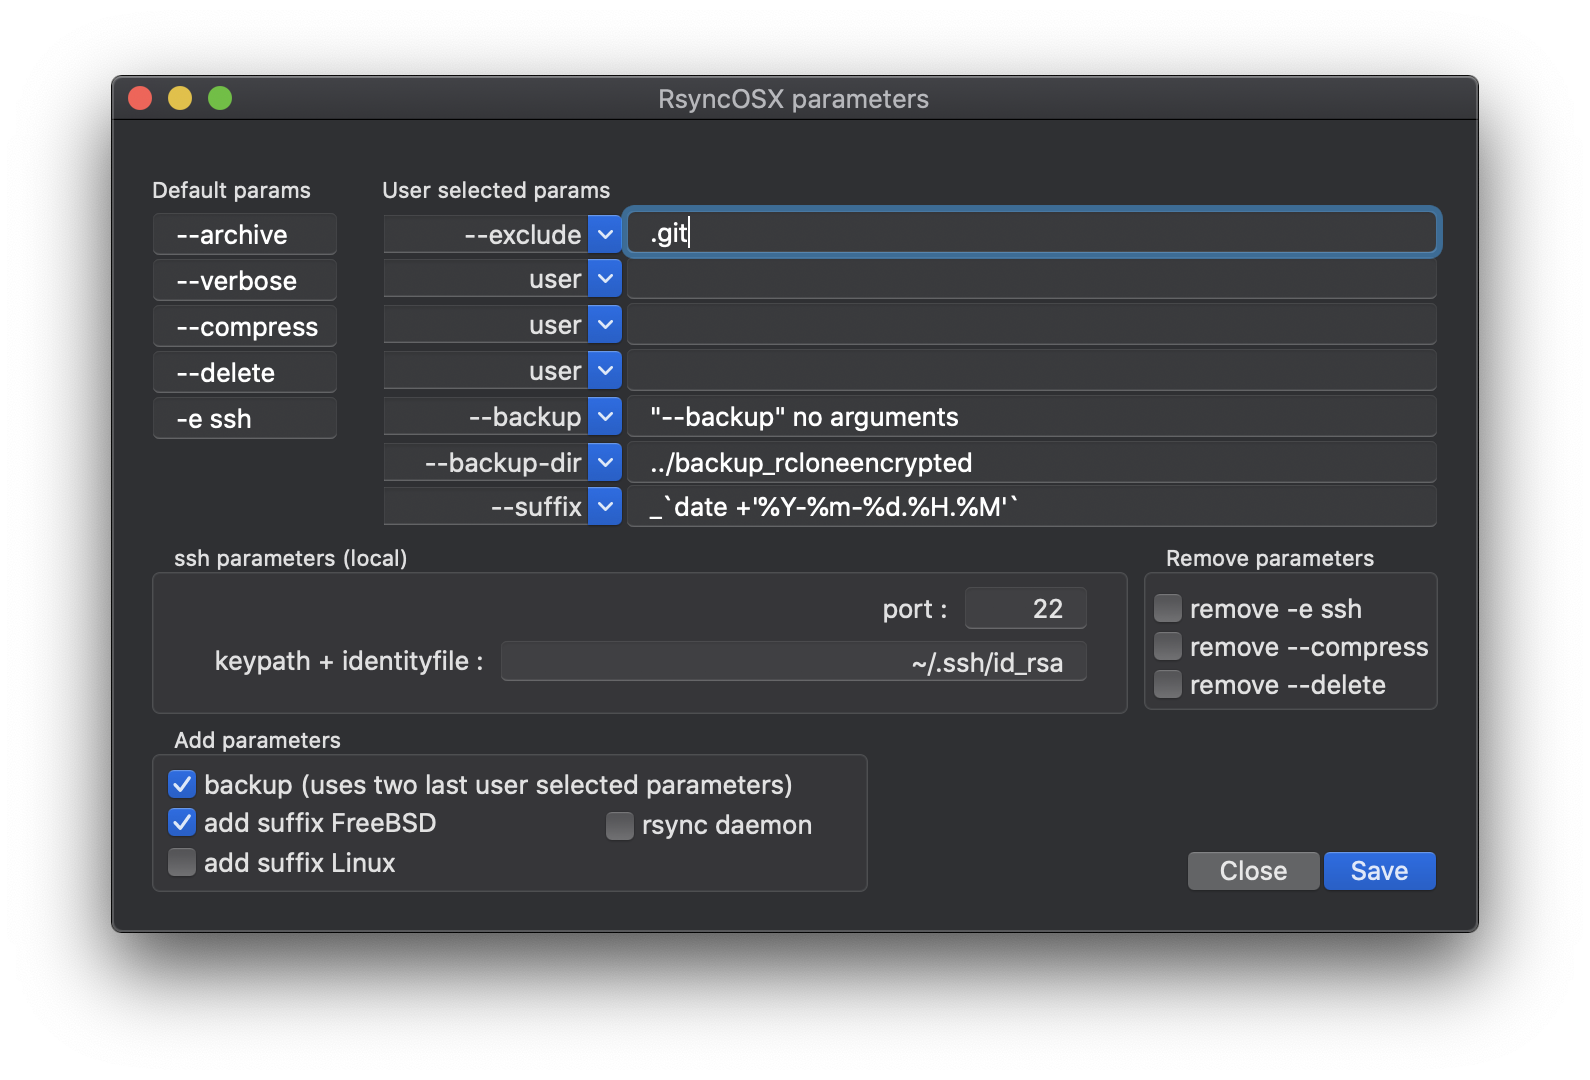 RsyncOSX parameters
Default params
User selected params
--archive
--exclude
.git
--verbose
user
--compress
user
--delete
user
-e ssh
--backup
"--backup" no arguments
--backup-dir
../backup_rcloneencrypted
--suffix
_`date +'%Y-%m-%d.%H.%M'`
ssh parameters (local)
port :
22
keypath + identityfile :
~/.ssh/id_rsa
Remove parameters
remove -e ssh
remove --compress
remove --delete
Add parameters
backup (uses two last user selected parameters)
add suffix FreeBSD
rsync daemon
add suffix Linux
Close
Save